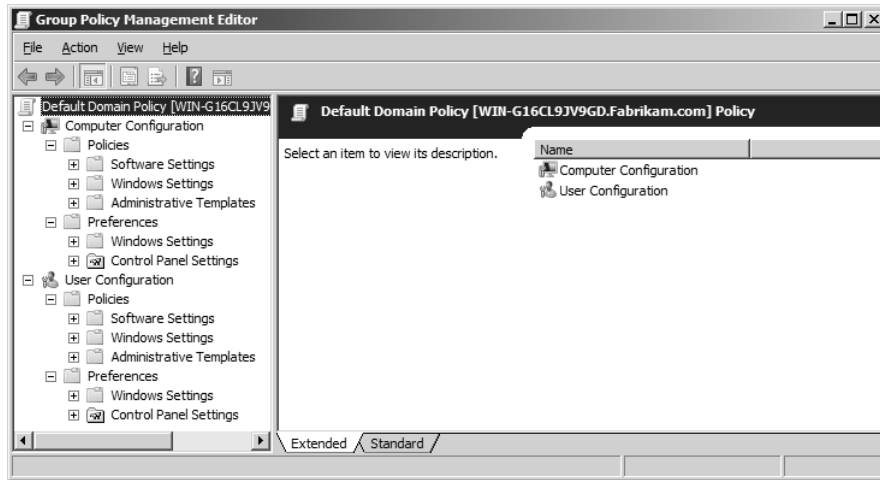 Group Policy Management Editor
File Action View Help
Default Domain Policy [WIN-G16CL9JV9
Computer Configuration
Policies
Software Settings
Windows Settings
Administrative Templates
Preferences
Windows Settings
Control Panel Settings
User Configuration
Policies
Software Settings
Windows Settings
Administrative Templates
Preferences
Windows Settings
Control Panel Settings
Default Domain Policy [WIN-G16CL9JV9GD.Fabrikam.com] Policy
Select an item to view its description.
Name
Computer Configuration
User Configuration
Extended Standard